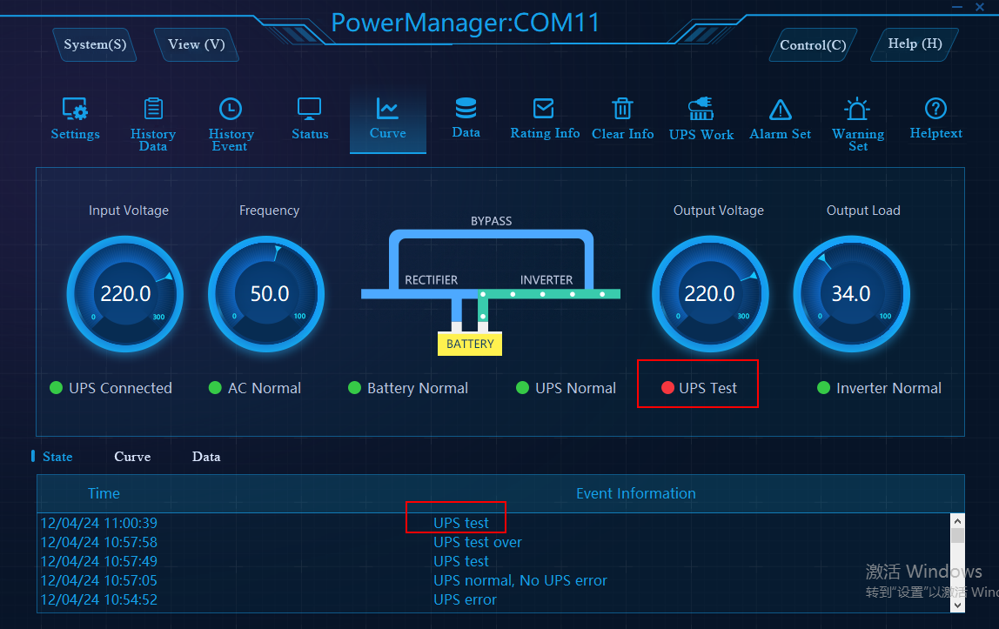 PowerManager:COM11
System(S)
View (V)
Control(C)
Help (H)
Settings
History
Data
History
Event
Status
Curve
Data
Rating Info
Clear Info
UPS Work
Alarm Set
Warning
Set
Helptext
Input Voltage
Frequency
Output Voltage
Output Load
BYPASS
RECTIFIER
INVERTER
BATTERY
220.0
0
300
50.0
0
100
220.0
0
300
34.0
0
100
UPS Connected
AC Normal
Battery Normal
UPS Normal
UPS Test
Inverter Normal
State
Curve
Data
Time
Event Information
12/04/24 11:00:39
UPS test
12/04/24 10:57:58
UPS test over
12/04/24 10:57:49
UPS test
12/04/24 10:57:05
UPS normal, No UPS error
12/04/24 10:54:52
UPS error
激活 Windows
转到"设置"以激活 Wind